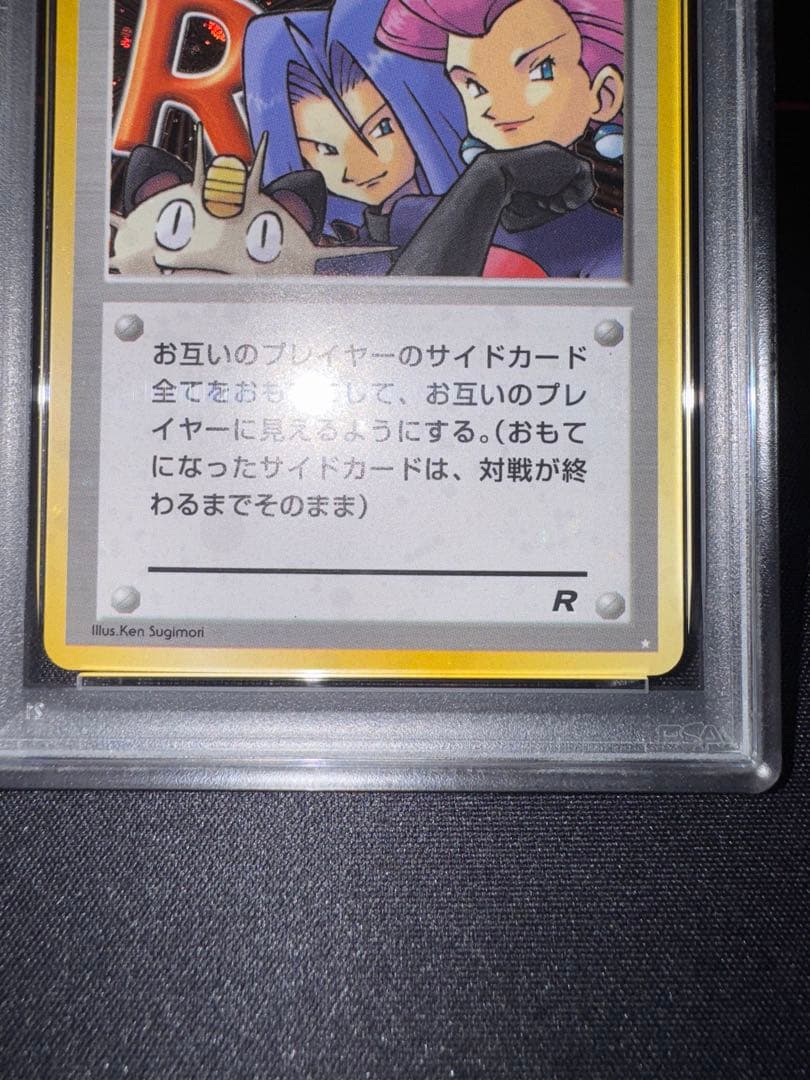 R
お互いのプレイヤーのサイドカード
全てをおもてにして、お互いのプレ
イヤーに見えるようにする。(おもて
になったサイドカードは、対戦が終
わるまでそのまま)
R
Illus.Ken Sugimori
PSA